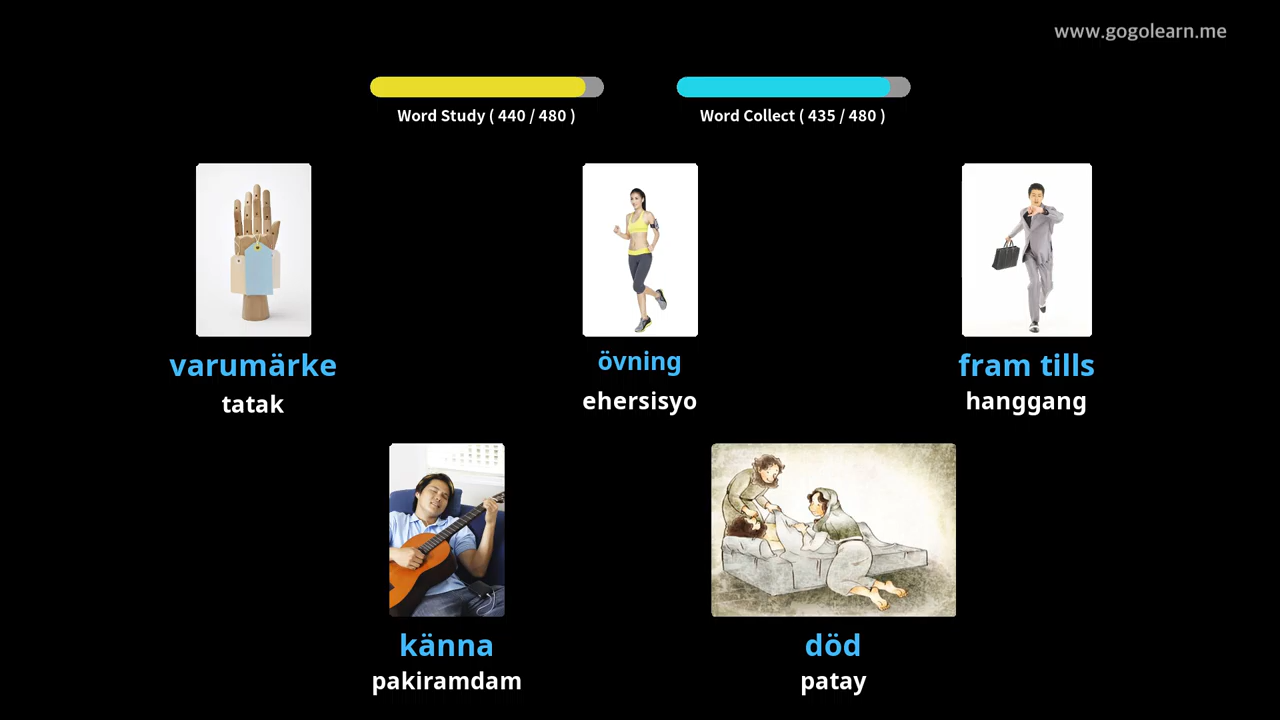 www.gogolearn.me
Word Study ( 440 / 480 )
Word Collect ( 435 / 480 )
varumärke
tatak
övning
ehersisyo
fram tills
hanggang
känna
pakiramdam
död
patay